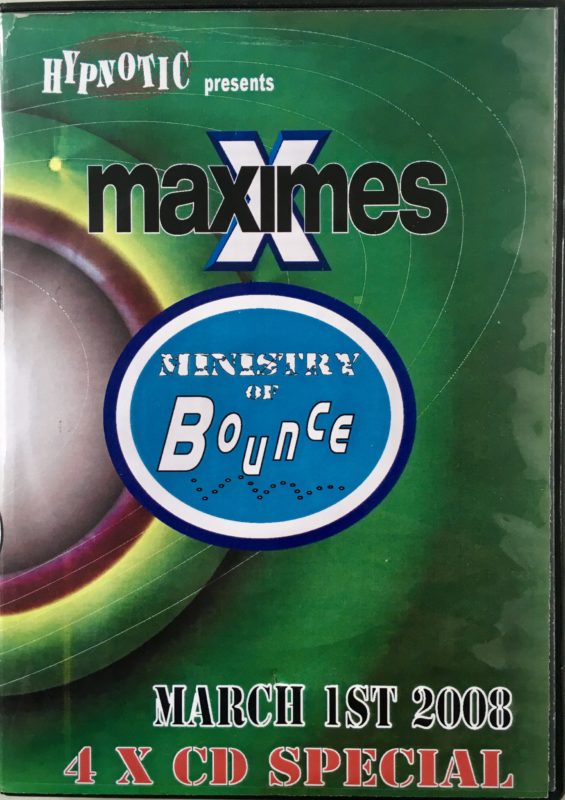 HYPNOTIC presents
X
maximes
MINISTRY
OF
BOUNCE
MARCH 1ST 2008
4 X CD SPECIAL